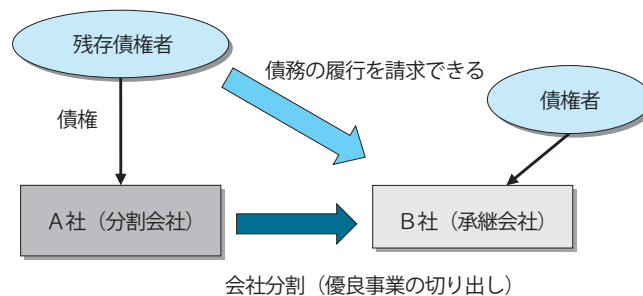 残存債権者
債務の履行を請求できる
債権者
債権
A社（分割会社）
B社（承継会社）
会社分割（優良事業の切り出し）